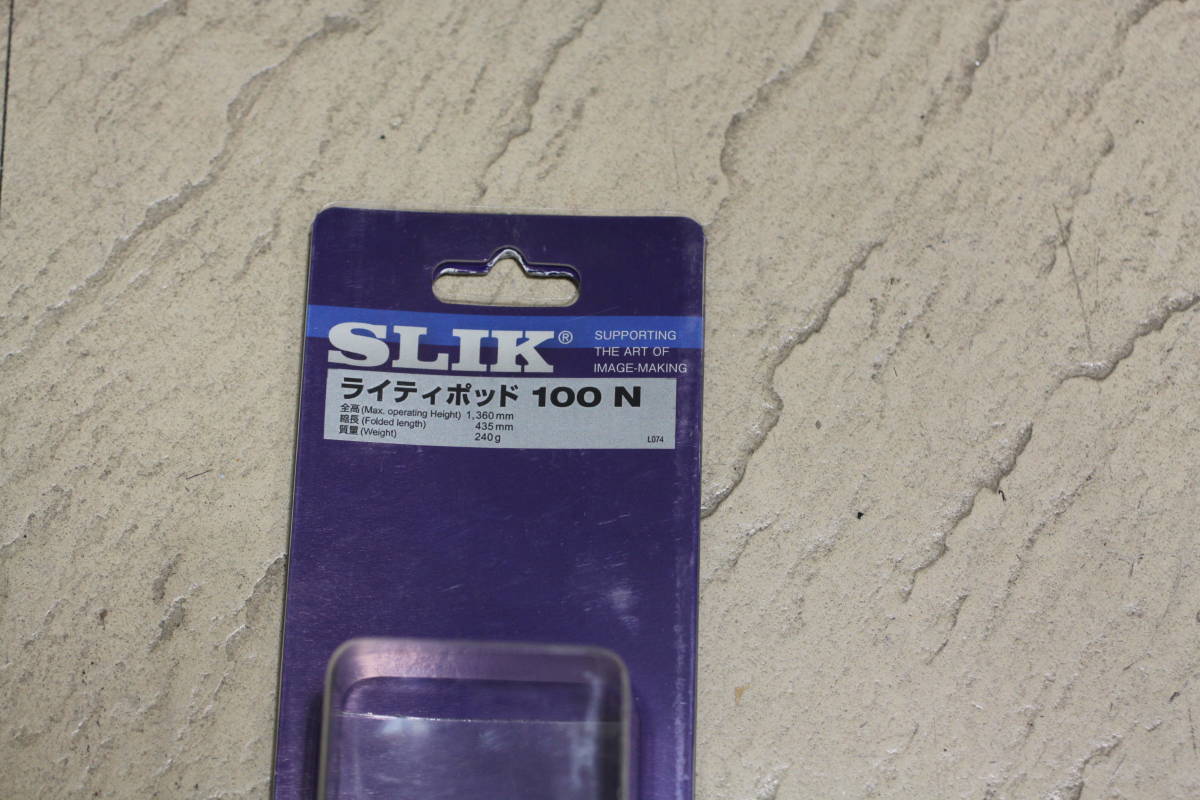 SLIK®
SUPPORTING
THE ART OF
IMAGE-MAKING
ライティポッド 100 N
全高 (Max. operating Height) 1,360 mm
縮長 (Folded length) 435 mm
質量 (Weight) 240 g
L074